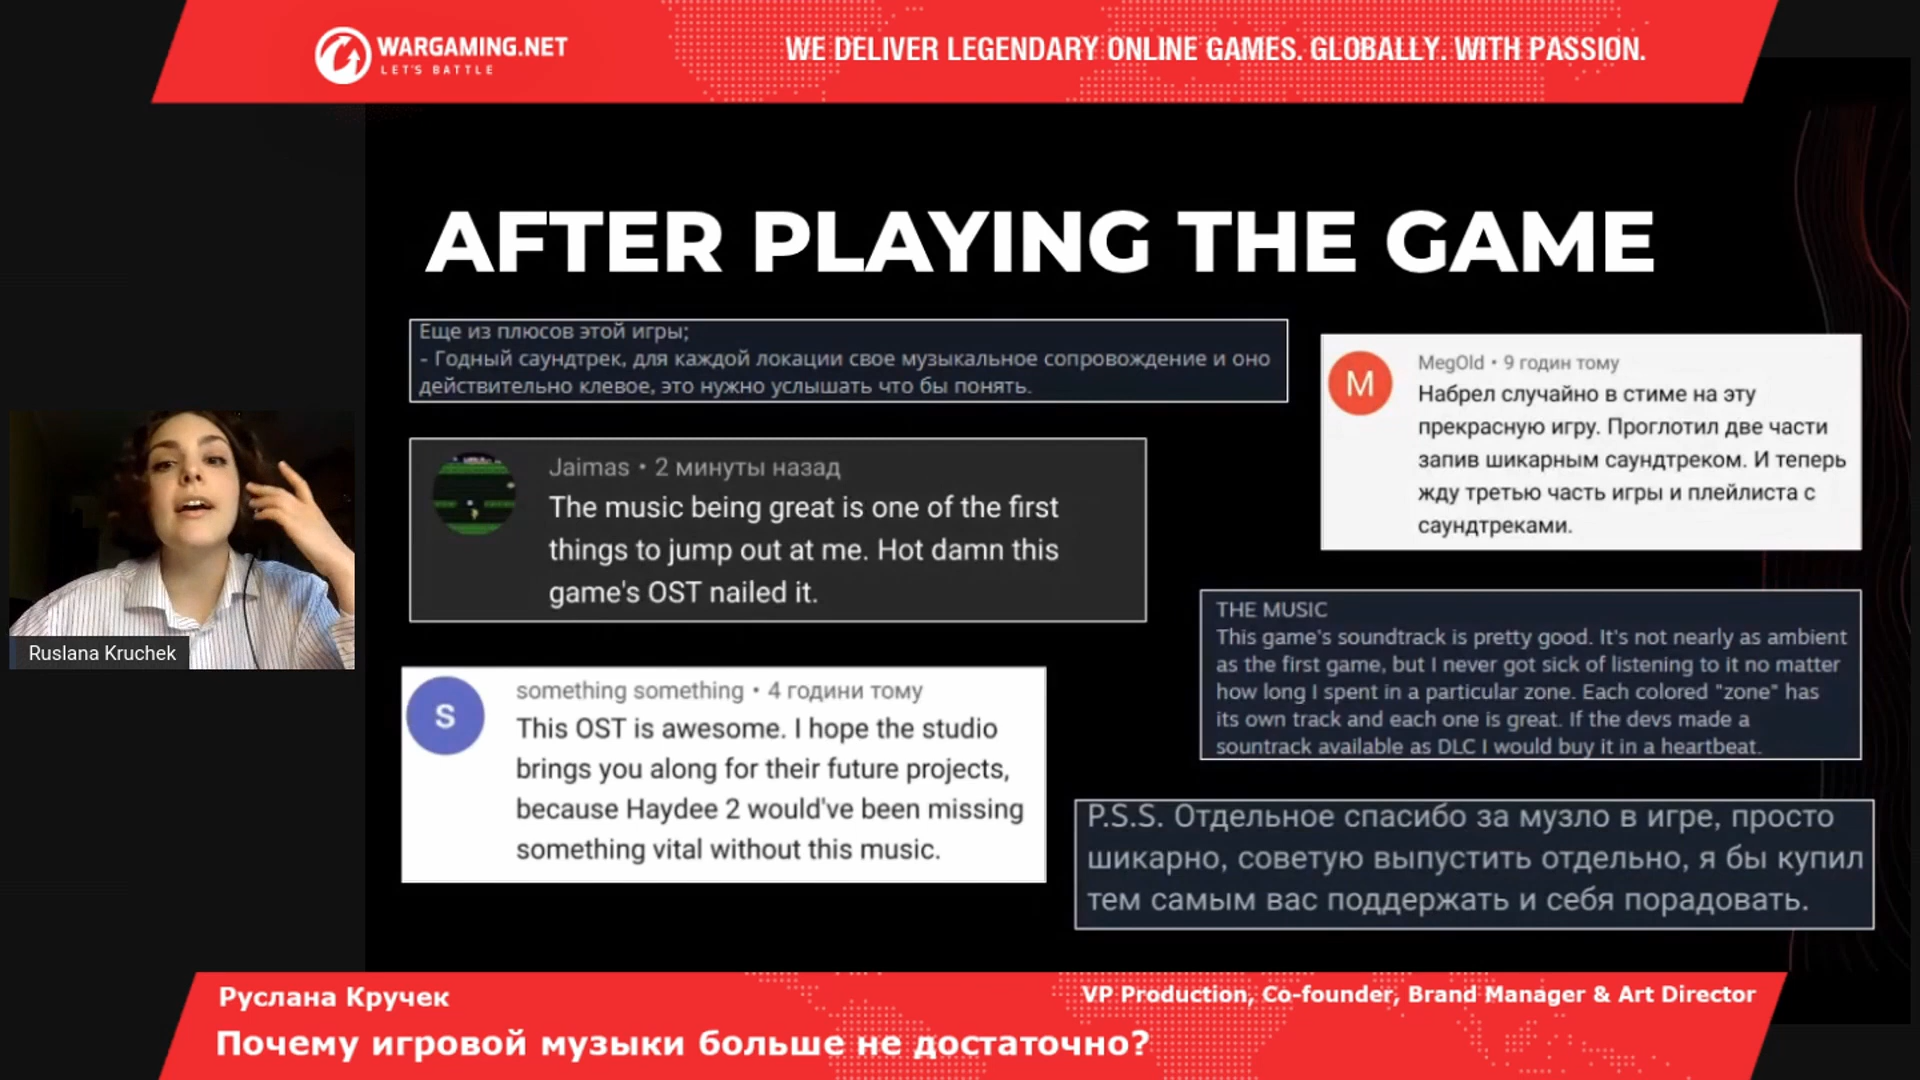 WARGAMING.NET
LET'S BATTLE
WE DELIVER LEGENDARY ONLINE GAMES. GLOBALLY. WITH PASSION.
AFTER PLAYING THE GAME
Еще из плюсов этой игры;
- Годный саундтрек, для каждой локации свое музыкальное сопровождение и оно
действительно клевое, это нужно услышать что бы понять.
M
MegOld • 9 годин тому
Набрел случайно в стиме на эту
прекрасную игру. Проглотил две части
запив шикарным саундтреком. И теперь
жду третью часть игры и плейлиста с
саундтреками.
Jaimas • 2 минуты назад
The music being great is one of the first
things to jump out at me. Hot damn this
game's OST nailed it.
THE MUSIC
This game's soundtrack is pretty good. It's not nearly as ambient
as the first game, but I never got sick of listening to it no matter
how long I spent in a particular zone. Each colored "zone" has
its own track and each one is great. If the devs made a
sountrack available as DLC I would buy it in a heartbeat.
S
something something • 4 години тому
This OST is awesome. I hope the studio
brings you along for their future projects,
because Haydee 2 would've been missing
something vital without this music.
P.S.S. Отдельное спасибо за музло в игре, просто
шикарно, советую выпустить отдельно, я бы купил
тем самым вас поддержать и себя порадовать.
Ruslana Kruchek
Руслана Кручек
VP Production, Co-founder, Brand Manager & Art Director
Почему игровой музыки больше не достаточно?